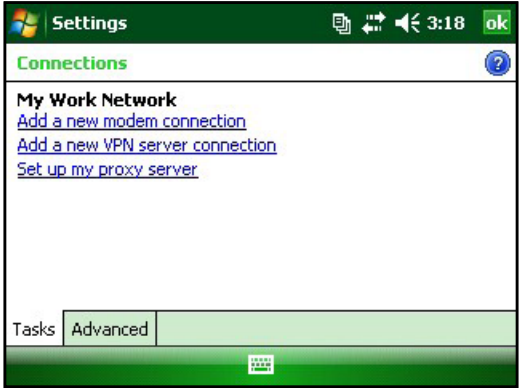 Settings 3:18 ok
Connections ?
My Work Network
Add a new modem connection
Add a new VPN server connection
Set up my proxy server
Tasks Advanced